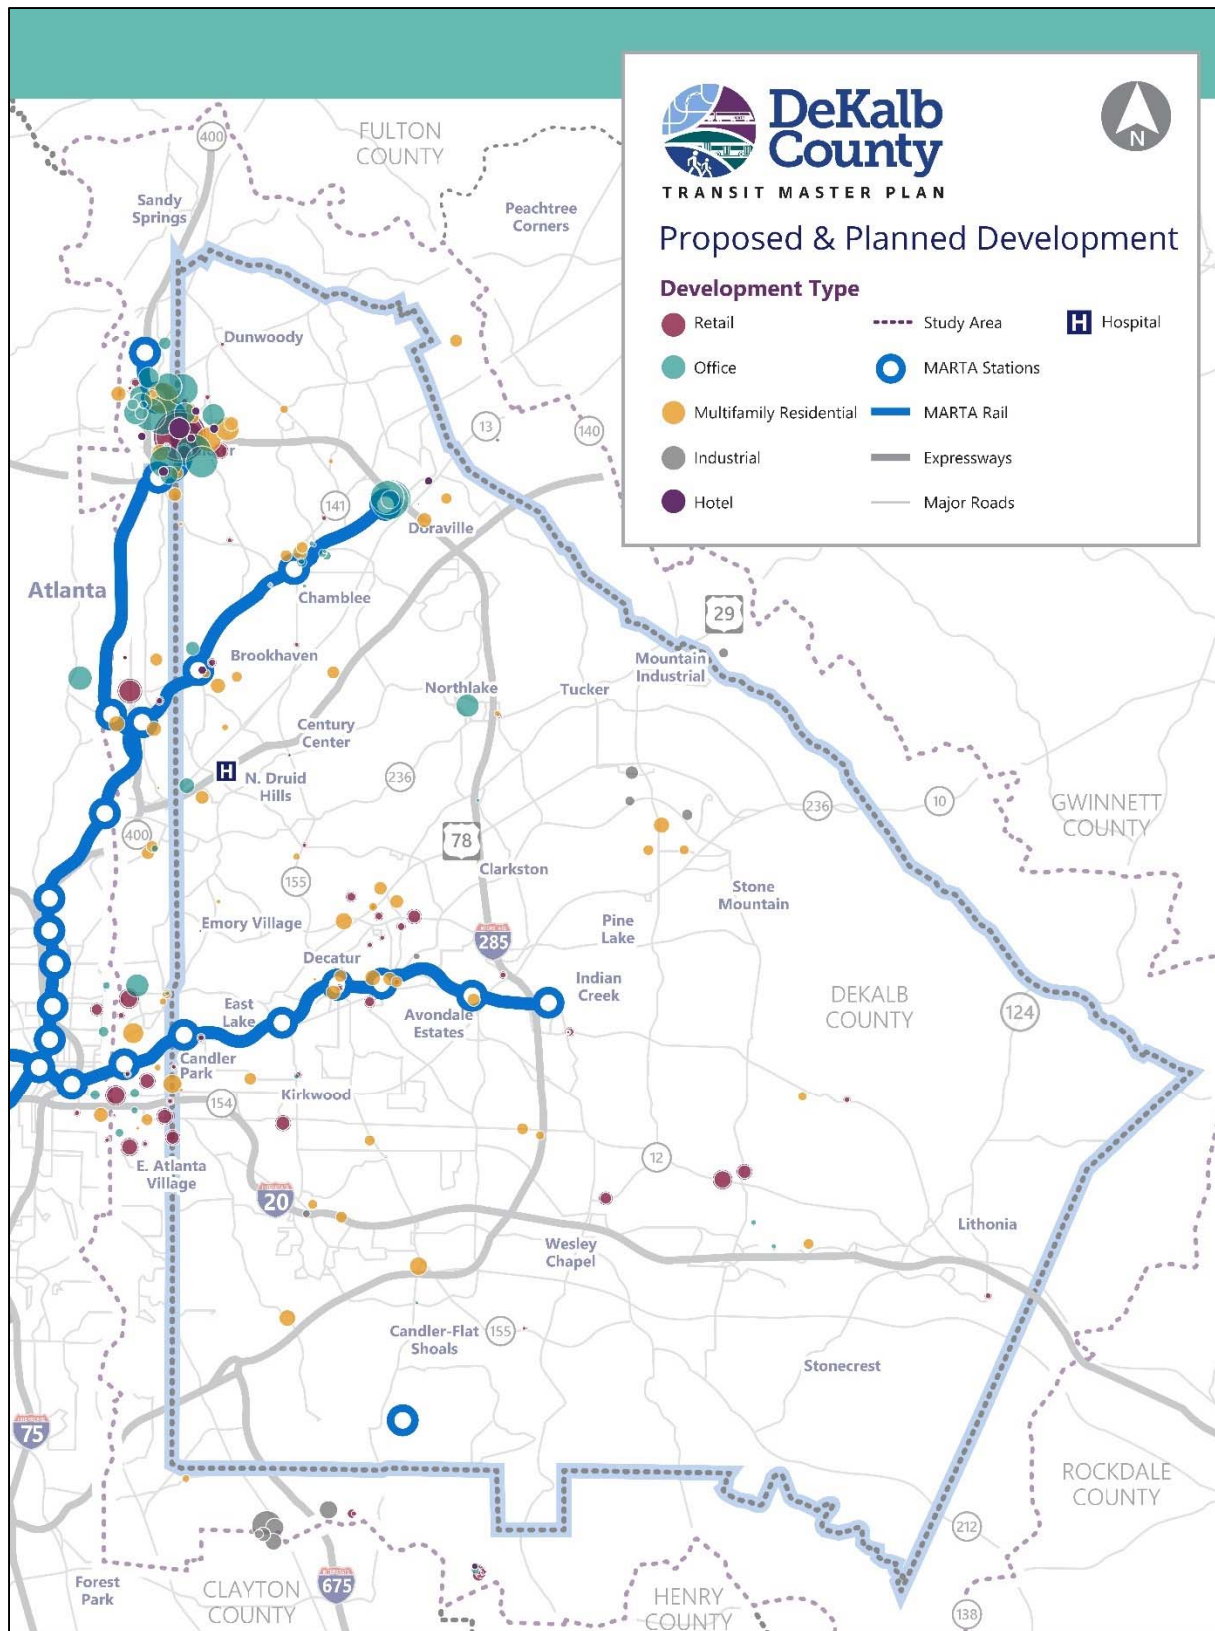 DeKalb
County
TRANSIT MASTER PLAN
N
Proposed & Planned Development
Development Type
Retail
Office
Multifamily Residential
Industrial
Hotel
Study Area
MARTA Stations
MARTA Rail
Expressways
Major Roads
H Hospital
400
FULTON
COUNTY
Sandy
Springs
Peachtree
Corners
Dunwoody
13
140
141
Doraville
Atlanta
Chamblee
29
Brookhaven
Mountain
Industrial
Northlake
Tucker
Century
Center
H
N. Druid
Hills
236
236
10
GWINNETT
COUNTY
400
78
Clarkston
155
Stone
Mountain
Emory Village
Pine
Lake
285
Decatur
Indian
Creek
East
Lake
Avondale
Estates
DEKALB
COUNTY
124
Candler
Park
Kirkwood
154
E. Atlanta
Village
12
20
Lithonia
Wesley
Chapel
Candler-Flat
Shoals
155
Stonecrest
75
ROCKDALE
COUNTY
212
Forest
Park
CLAYTON
COUNTY
675
HENRY
COUNTY
138